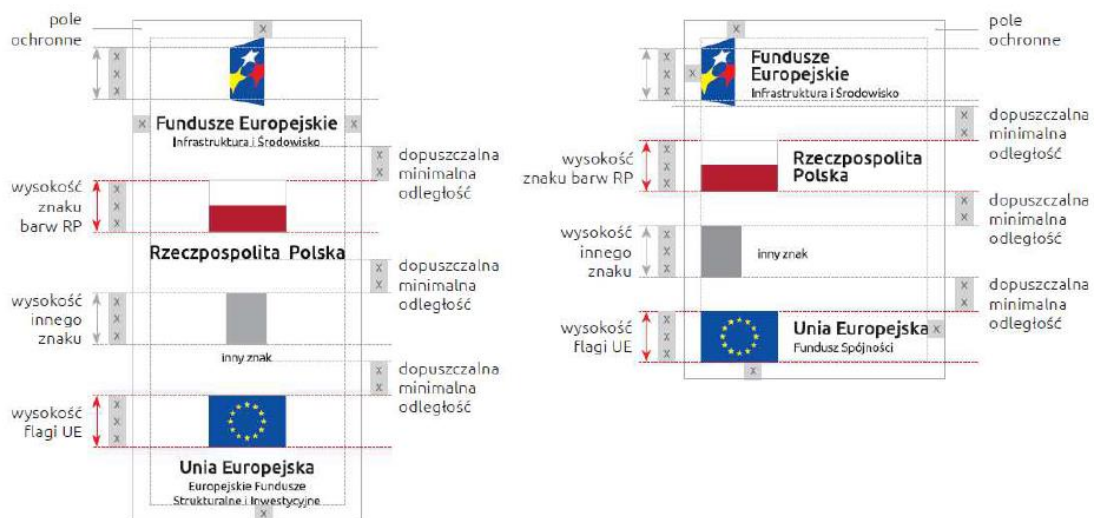 pole
ochronne
x
x
x
x
x
x
Fundusze Europejskie
Infrastruktura i Środowisko
x
x
dopuszczalna
minimalna
odległość
wysokość
znaku
barw RP
x
x
x
Rzeczpospolita Polska
x
x
dopuszczalna
minimalna
odległość
wysokość
innego
znaku
x
x
x
inny znak
x
x
dopuszczalna
minimalna
odległość
wysokość
flagi UE
x
x
x
Unia Europejska
Europejskie Fundusze
Strukturalne i Inwestycyjne
x
x
pole
ochronne
x
x
x
x
Fundusze
Europejskie
Infrastruktura i Środowisko
x
x
dopuszczalna
minimalna
odległość
wysokość
znaku barw RP
x
x
x
Rzeczpospolita
Polska
x
x
dopuszczalna
minimalna
odległość
wysokość
innego
znaku
x
x
x
inny znak
x
x
dopuszczalna
minimalna
odległość
wysokość
flagi UE
x
x
x
Unia Europejska
Fundusz Spójności
x
x